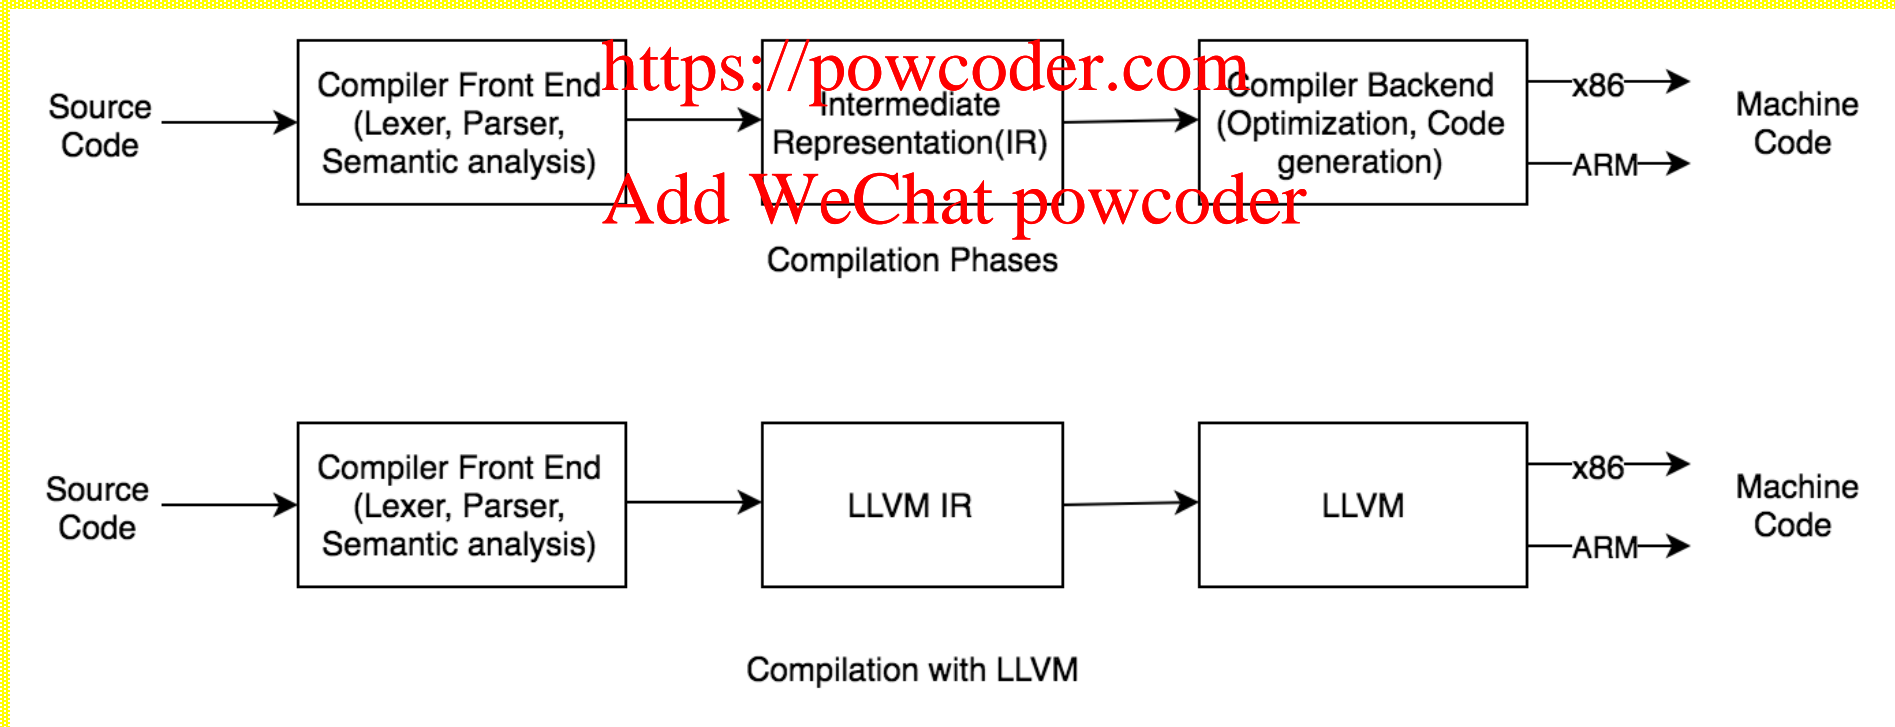 https://powcoder.com
Source
Code
Compiler Front End
(Lexer, Parser,
Semantic analysis)
Intermediate
Representation(IR)
Compiler Backend
(Optimization, Code
generation)
x86
ARM
Machine
Code
Add WeChat powcoder
Compilation Phases
Source
Code
Compiler Front End
(Lexer, Parser,
Semantic analysis)
LLVM IR
LLVM
x86
ARM
Machine
Code
Compilation with LLVM